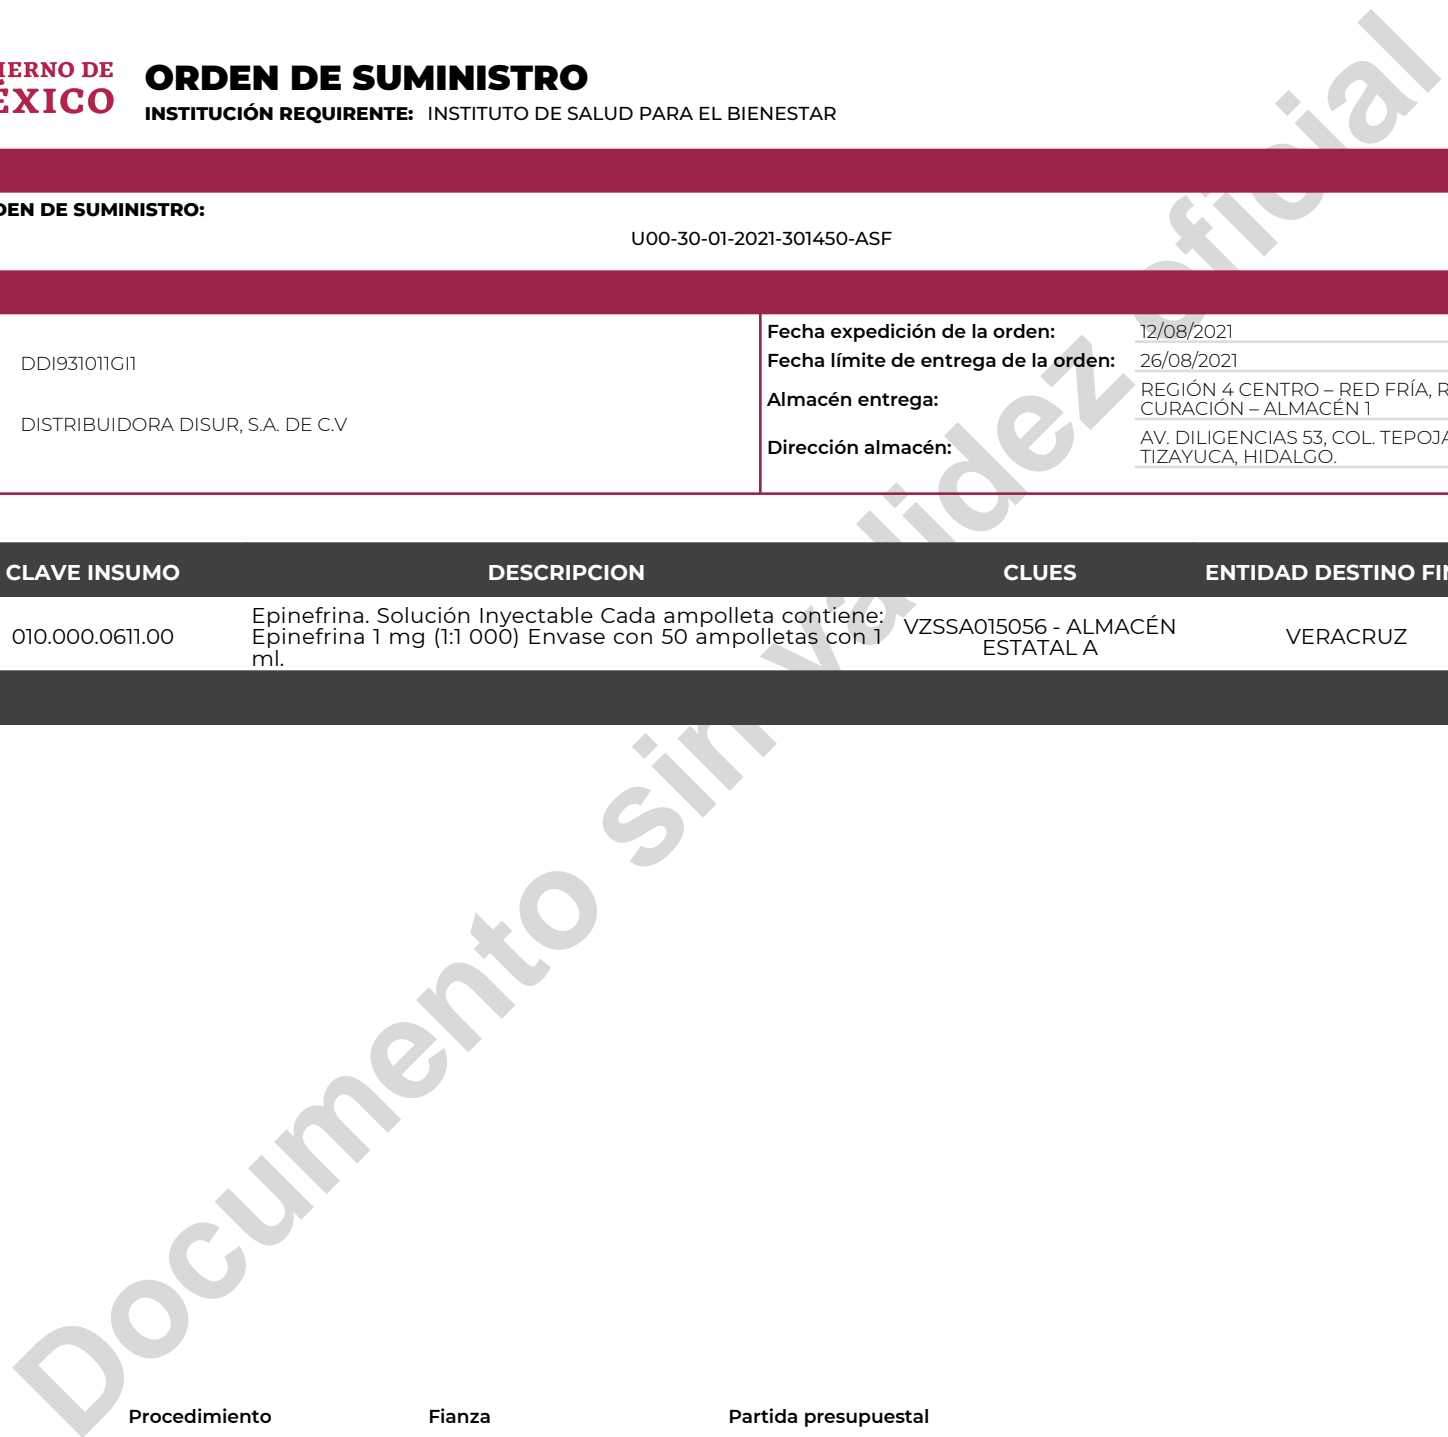 IERNO DE
ÉXICO
ORDEN DE SUMINISTRO
INSTITUCIÓN REQUIRENTE: INSTITUTO DE SALUD PARA EL BIENESTAR
DEN DE SUMINISTRO:
U00-30-01-2021-301450-ASF
DDI931011GI1
DISTRIBUIDORA DISUR, S.A. DE C.V
Fecha expedición de la orden: 12/08/2021
Fecha límite de entrega de la orden: 26/08/2021
Almacén entrega: REGIÓN 4 CENTRO – RED FRÍA, R
CURACIÓN – ALMACÉN 1
Dirección almacén: AV. DILIGENCIAS 53, COL. TEPOJA
TIZAYUCA, HIDALGO.
CLAVE INSUMO DESCRIPCION CLUES ENTIDAD DESTINO FIN
010.000.0611.00
Epinefrina. Solución Inyectable Cada ampolleta contiene:
Epinefrina 1 mg (1:1 000) Envase con 50 ampolletas con 1
ml.
VZSSA015056 - ALMACÉN
ESTATAL A
VERACRUZ
Documento sin validez oficial
Procedimiento Fianza Partida presupuestal